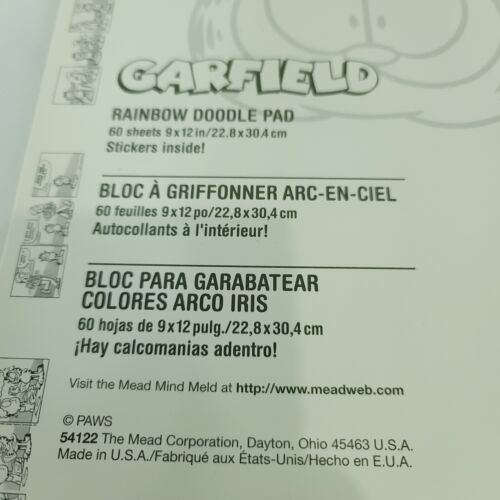 GARFIELD
RAINBOW DOODLE PAD
60 sheets 9x12 in/22.8x30.4 cm
Stickers inside!
BLOC À GRIFFONNER ARC-EN-CIEL
60 feuilles 9x12 po/22,8x30,4 cm
Autocollants à l'intérieur!
BLOC PARA GARABATEAR
COLORES ARCO IRIS
60 hojas de 9x12 pulg./22,8x30,4 cm
¡Hay calcomanias adentro!
Visit the Mead Mind Meld at http://www.meadweb.com
© PAWS
54122 The Mead Corporation, Dayton, Ohio 45463 U.S.A.
Made in U.S.A./Fabriqué aux États-Unis/Hecho en E.U.A.